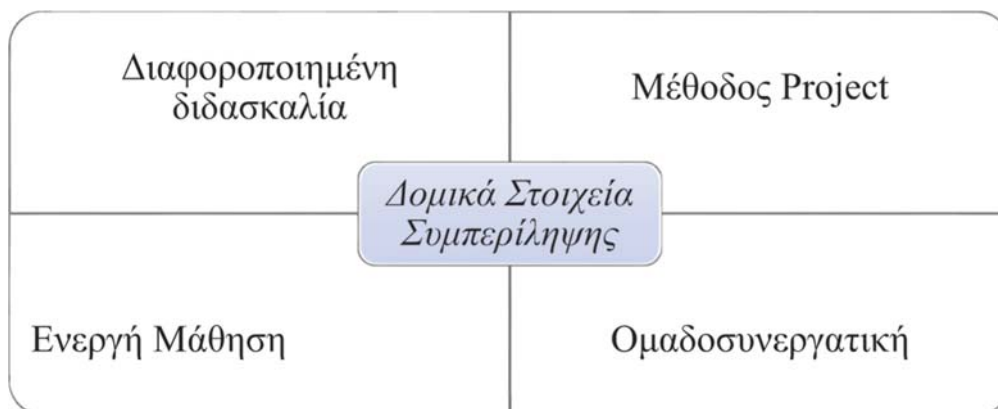 Διαφοροποιημένη
διδασκαλία
Μέθοδος Project
Δομικά Στοιχεία
Συμπερίληψης
Ενεργή Μάθηση
Ομαδοσυνεργατική